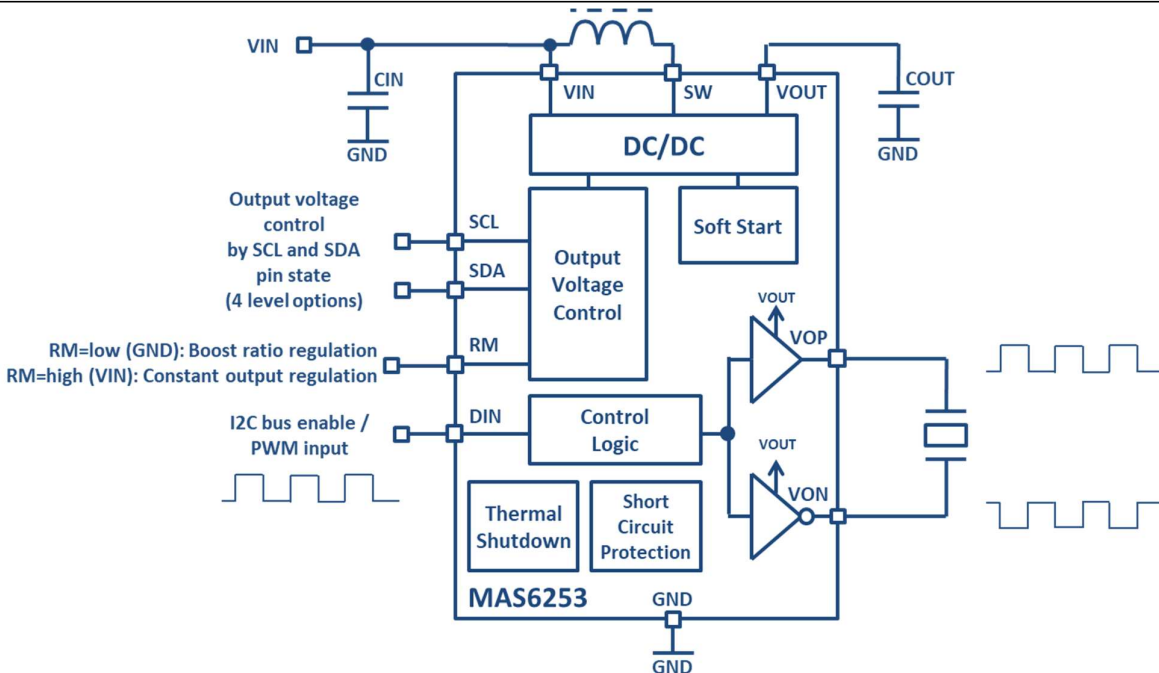 VIN
CIN
GND
VIN
SW
VOUT
COUT
GND
DC/DC
Soft Start
Output voltage
control
by SCL and SDA
pin state
(4 level options)
SCL
SDA
Output
Voltage
Control
RM=low (GND): Boost ratio regulation
RM=high (VIN): Constant output regulation
RM
VOUT
VOP
I2C bus enable /
PWM input
DIN
Control
Logic
VOUT
VON
Thermal
Shutdown
Short
Circuit
Protection
MAS6253
GND
GND